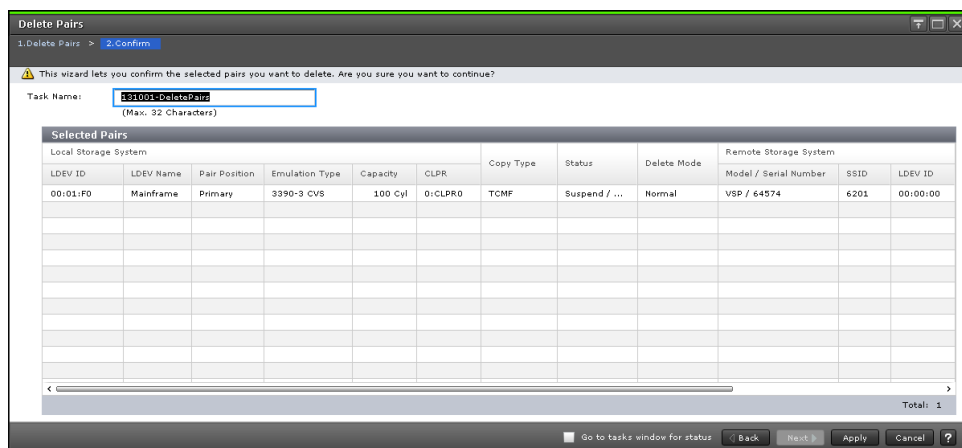 Delete Pairs
1.Delete Pairs > 2.Confirm
This wizard lets you confirm the selected pairs you want to delete. Are you sure you want to continue?
Task Name: 131001-DeletePairs
(Max. 32 Characters)
Selected Pairs
Local Storage System Copy Type Status Delete Mode Remote Storage System
LDEV ID LDEV Name Pair Position Emulation Type Capacity CLPR Model / Serial Number SSID LDEV ID
00:01:F0 Mainframe Primary 3390-3 CVS 100 Cyl 0:CLPR0 TCMF Suspend / ... Normal VSP / 64574 6201 00:00:00
Total: 1
Go to tasks window for status Back Next Apply Cancel ?